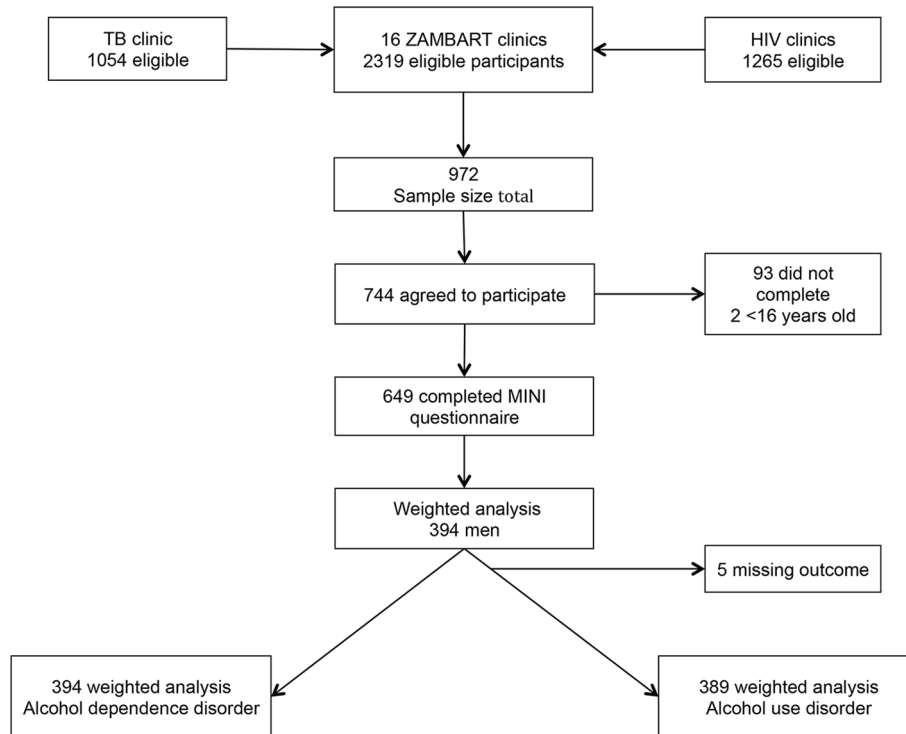 TB clinic
1054 eligible
16 ZAMBART clinics
2319 eligible participants
HIV clinics
1265 eligible
972
Sample size total
744 agreed to participate
93 did not
complete
2 <16 years old
649 completed MINI
questionnaire
Weighted analysis
394 men
5 missing outcome
394 weighted analysis
Alcohol dependence disorder
389 weighted analysis
Alcohol use disorder